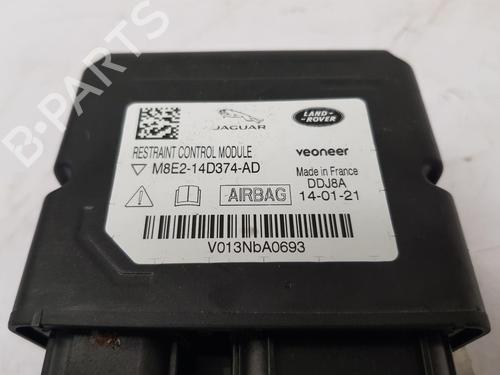 JAGUAR
LAND-
ROVER
RESTRAINT CONTROL MODULE
veoneer
M8E2-14D374-AD
Made in France
DDJ8A
AIRBAG
14-01-21
V013NbA0693
B-PARTS